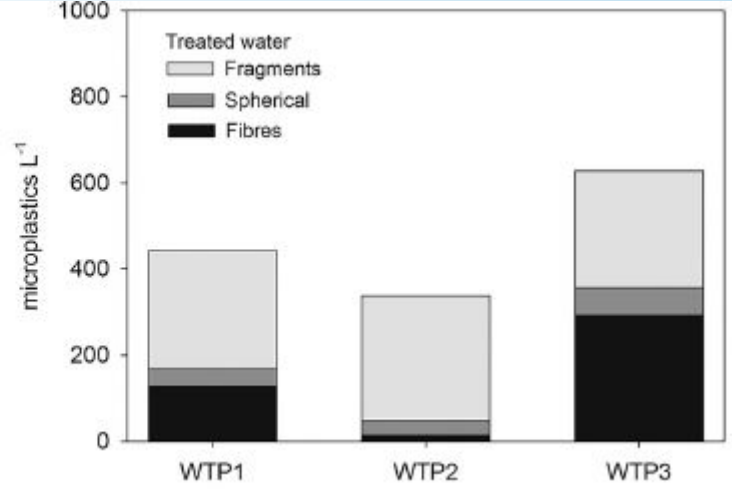 1000
Treated water
Fragments
800
Spherical
Fibres
microplastics L⁻¹
600
400
200
0
WTP1 WTP2 WTP3